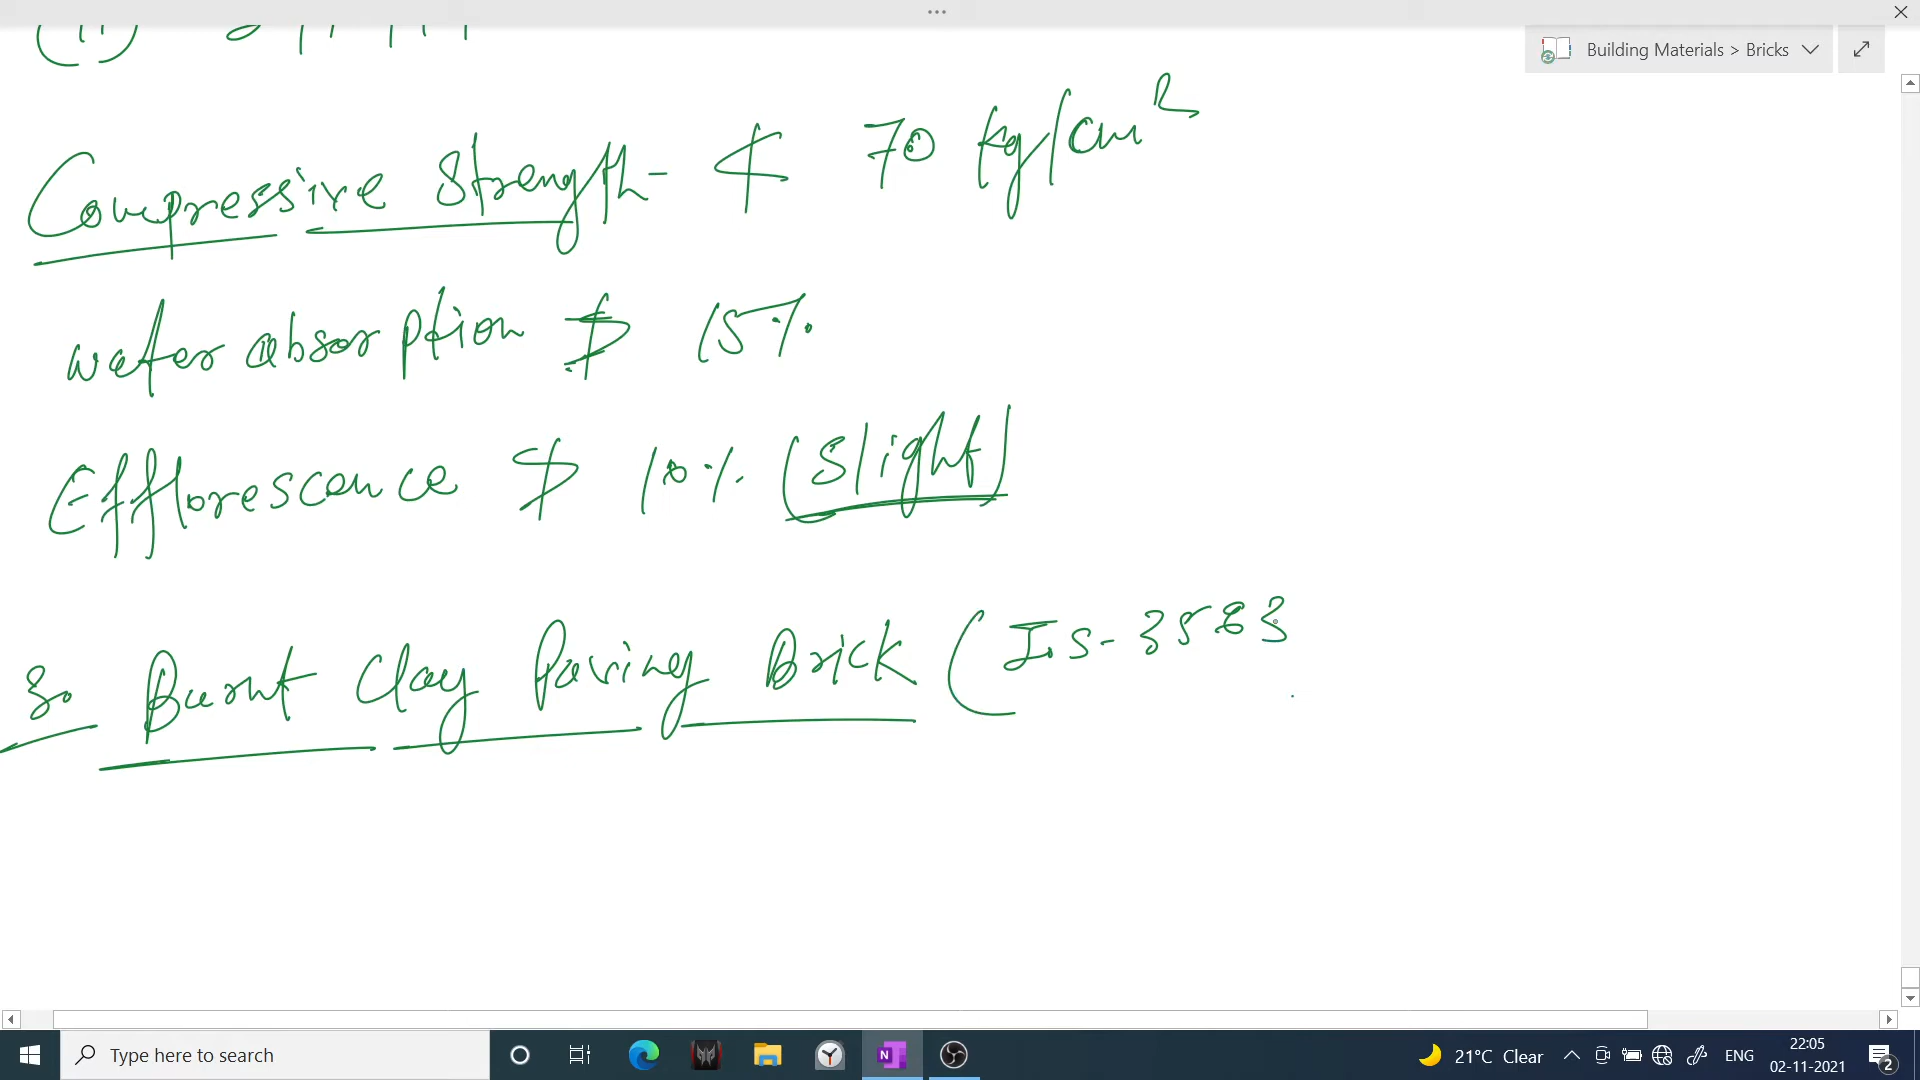 Building Materials > Bricks
Compressive Strength - ≮ 70 kg/cm²
water absorption ≯ 15%
Efflorescence ≯ 10% (Slight)
3. Burnt Clay Paving Brick (IS-3583
Type here to search
21°C Clear
ENG
22:05
02-11-2021
2